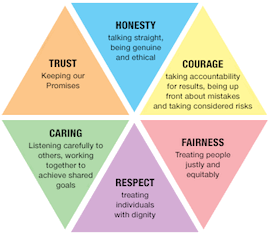 HONESTY
talking straight,
being genuine
and ethical
TRUST
Keeping our
Promises
COURAGE
taking accountability
for results, being up
front about mistakes
and taking considered risks
CARING
Listening carefully to
others, working
together to
achieve shared
goals
RESPECT
treating
individuals
with dignity
FAIRNESS
Treating people
justly and
equitably